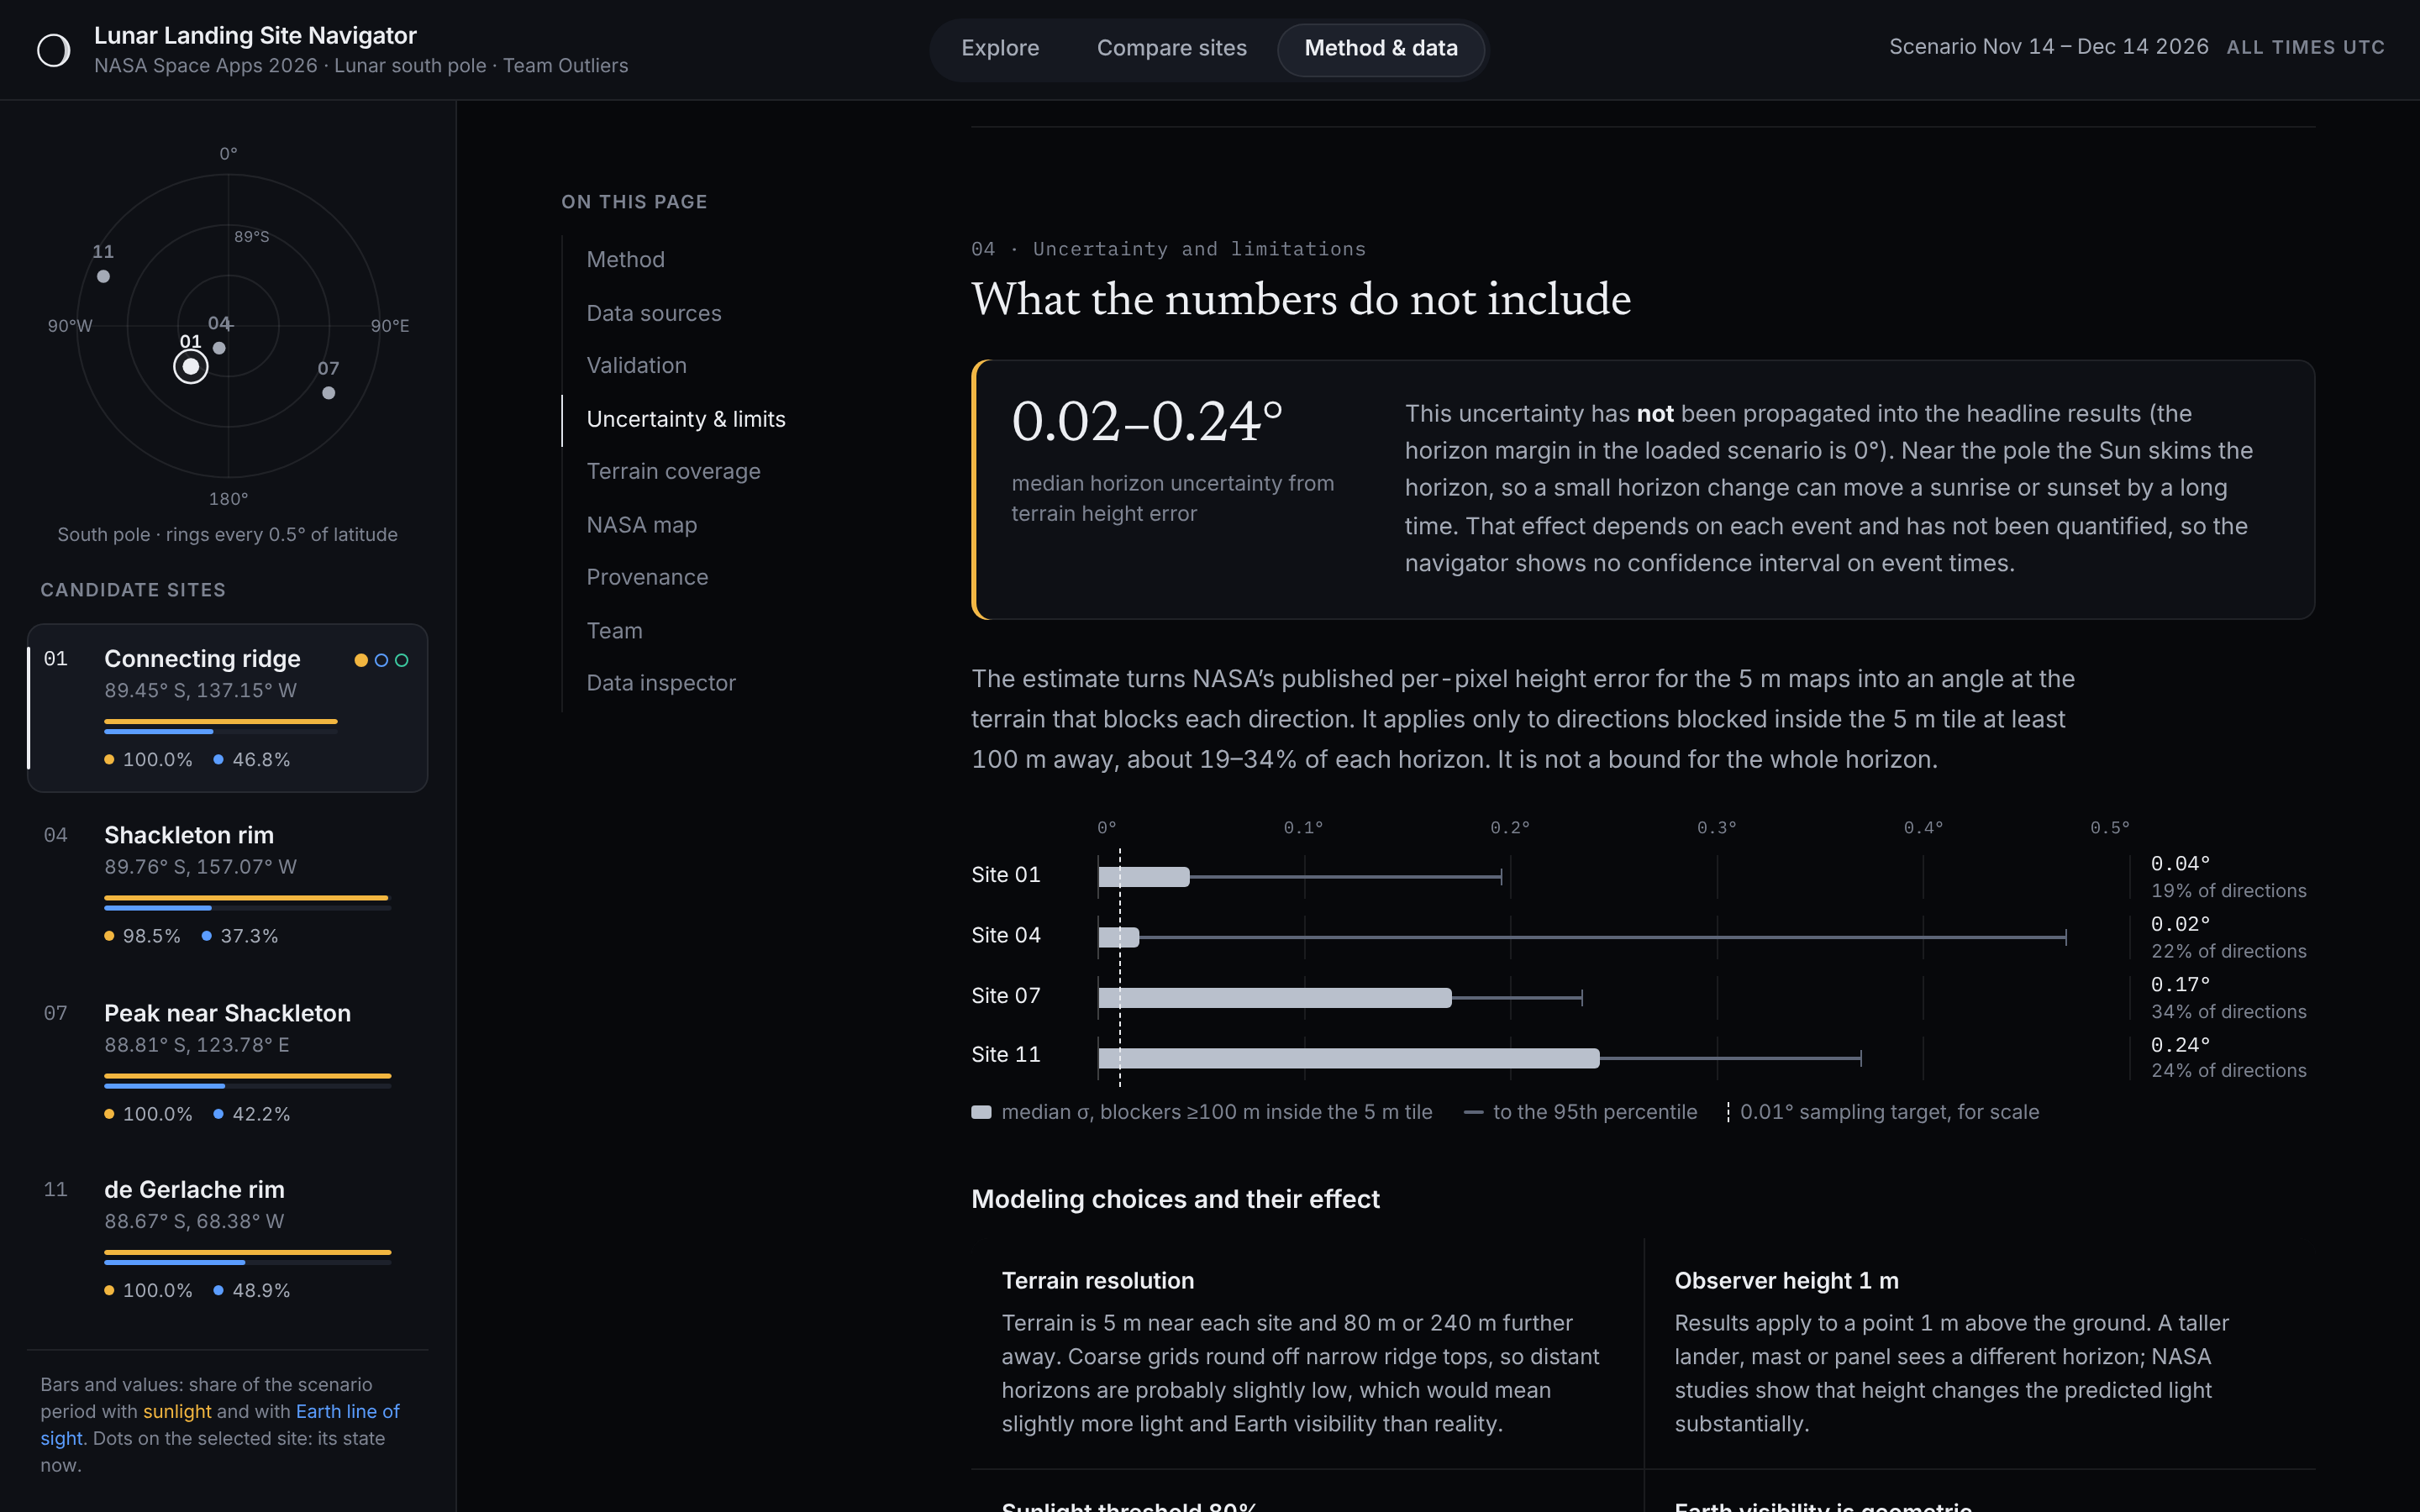 Lunar Landing Site Navigator
NASA Space Apps 2026 · Lunar south pole · Team Outliers
Explore
Compare sites
Method & data
Scenario Nov 14 – Dec 14 2026 ALL TIMES UTC
0°
89°S
11
04
90°W
90°E
01
07
180°
South pole · rings every 0.5° of latitude
CANDIDATE SITES
01 Connecting ridge
89.45° S, 137.15° W
100.0% 46.8%
04 Shackleton rim
89.76° S, 157.07° W
98.5% 37.3%
07 Peak near Shackleton
88.81° S, 123.78° E
100.0% 42.2%
11 de Gerlache rim
88.67° S, 68.38° W
100.0% 48.9%
Bars and values: share of the scenario
period with sunlight and with Earth line of
sight. Dots on the selected site: its state
now.
ON THIS PAGE
Method
Data sources
Validation
Uncertainty & limits
Terrain coverage
NASA map
Provenance
Team
Data inspector
04 · Uncertainty and limitations
What the numbers do not include
0.02–0.24°
median horizon uncertainty from
terrain height error
This uncertainty has not been propagated into the headline results (the
horizon margin in the loaded scenario is 0°). Near the pole the Sun skims the
horizon, so a small horizon change can move a sunrise or sunset by a long
time. That effect depends on each event and has not been quantified, so the
navigator shows no confidence interval on event times.
The estimate turns NASA’s published per-pixel height error for the 5 m maps into an angle at the
terrain that blocks each direction. It applies only to directions blocked inside the 5 m tile at least
100 m away, about 19–34% of each horizon. It is not a bound for the whole horizon.
0° 0.1° 0.2° 0.3° 0.4° 0.5°
Site 01 0.04°
19% of directions
Site 04 0.02°
22% of directions
Site 07 0.17°
34% of directions
Site 11 0.24°
24% of directions
median σ, blockers ≥100 m inside the 5 m tile to the 95th percentile 0.01° sampling target, for scale
Modeling choices and their effect
Terrain resolution
Terrain is 5 m near each site and 80 m or 240 m further
away. Coarse grids round off narrow ridge tops, so distant
horizons are probably slightly low, which would mean
slightly more light and Earth visibility than reality.
Observer height 1 m
Results apply to a point 1 m above the ground. A taller
lander, mast or panel sees a different horizon; NASA
studies show that height changes the predicted light
substantially.
Sunlight threshold 80%
Earth visibility is geometric